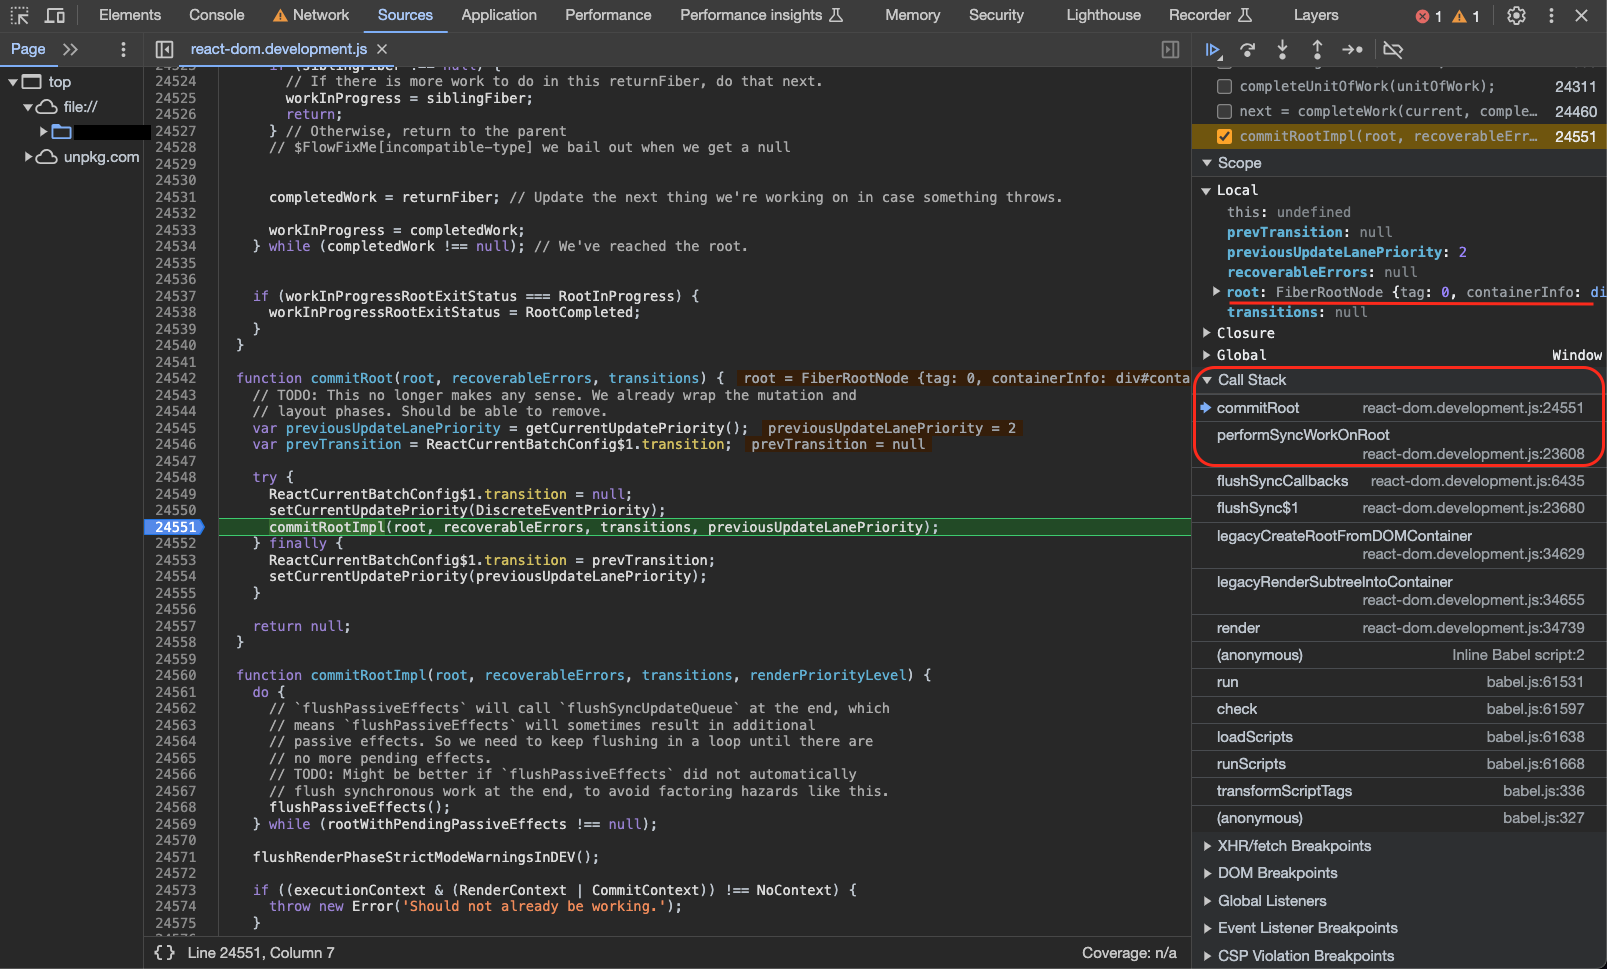 Elements Console Network Sources Application Performance Performance insights Memory Security Lighthouse Recorder Layers 1 1
Page react-dom.development.js
top
file://
unpkg.com
24524 // If there is more work to do in this returnFiber, do that next.
24525 workInProgress = siblingFiber;
24526 return;
24527 } // Otherwise, return to the parent
24528 // $FlowFixMe[incompatible-type] we bail out when we get a null
24529
24530
24531 completedWork = returnFiber; // Update the next thing we're working on in case something throws.
24532
24533 workInProgress = completedWork;
24534 } while (completedWork !== null); // We've reached the root.
24535
24536
24537 if (workInProgressRootExitStatus === RootInProgress) {
24538 workInProgressRootExitStatus = RootCompleted;
24539 }
24540 }
24541
24542 function commitRoot(root, recoverableErrors, transitions) { root = FiberRootNode {tag: 0, containerInfo: div#conta
24543 // TODO: This no longer makes any sense. We already wrap the mutation and
24544 // layout phases. Should be able to remove.
24545 var previousUpdateLanePriority = getCurrentUpdatePriority(); previousUpdateLanePriority = 2
24546 var prevTransition = ReactCurrentBatchConfig$1.transition; prevTransition = null
24547
24548 try {
24549 ReactCurrentBatchConfig$1.transition = null;
24550 setCurrentUpdatePriority(DiscreteEventPriority);
24551 commitRootImpl(root, recoverableErrors, transitions, previousUpdateLanePriority);
24552 } finally {
24553 ReactCurrentBatchConfig$1.transition = prevTransition;
24554 setCurrentUpdatePriority(previousUpdateLanePriority);
24555 }
24556
24557 return null;
24558 }
24559
24560 function commitRootImpl(root, recoverableErrors, transitions, renderPriorityLevel) {
24561 do {
24562 // `flushPassiveEffects` will call `flushSyncUpdateQueue` at the end, which
24563 // means `flushPassiveEffects` will sometimes result in additional
24564 // passive effects. So we need to keep flushing in a loop until there are
24565 // no more pending effects.
24566 // TODO: Might be better if `flushPassiveEffects` did not automatically
24567 // flush synchronous work at the end, to avoid factoring hazards like this.
24568 flushPassiveEffects();
24569 } while (rootWithPendingPassiveEffects !== null);
24570
24571 flushRenderPhaseStrictModeWarningsInDEV();
24572
24573 if ((executionContext & (RenderContext | CommitContext)) !== NoContext) {
24574 throw new Error('Should not already be working.');
24575 }
{} Line 24551, Column 7 Coverage: n/a
completeUnitOfWork(unitOfWork); 24311
next = completeWork(current, comple… 24460
commitRootImpl(root, recoverableErr… 24551
Scope
Local
this: undefined
prevTransition: null
previousUpdateLanePriority: 2
recoverableErrors: null
root: FiberRootNode {tag: 0, containerInfo: di
transitions: null
Closure
Global Window
Call Stack
commitRoot react-dom.development.js:24551
performSyncWorkOnRoot
react-dom.development.js:23608
flushSyncCallbacks react-dom.development.js:6435
flushSync$1 react-dom.development.js:23680
legacyCreateRootFromDOMContainer
react-dom.development.js:34629
legacyRenderSubtreeIntoContainer
react-dom.development.js:34655
render react-dom.development.js:34739
(anonymous) Inline Babel script:2
run babel.js:61531
check babel.js:61597
loadScripts babel.js:61638
runScripts babel.js:61668
transformScriptTags babel.js:336
(anonymous) babel.js:327
XHR/fetch Breakpoints
DOM Breakpoints
Global Listeners
Event Listener Breakpoints
CSP Violation Breakpoints